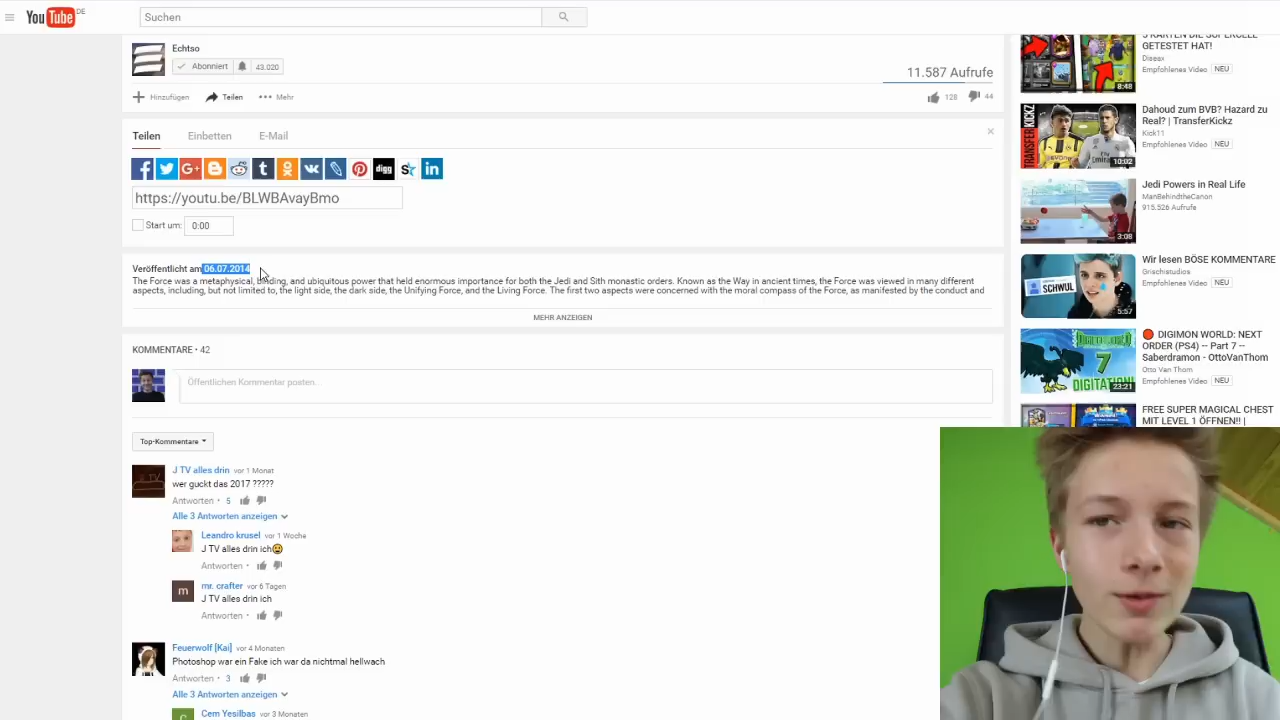 YouTube DE
Suchen
Echtso
Abonniert 43.020
11.587 Aufrufe
Hinzufügen Teilen Mehr
128 44
Teilen Einbetten E-Mail
https://youtu.be/BLWBAvayBmo
Start um: 0:00
Veröffentlicht am 06.07.2014
The Force was a metaphysical, binding, and ubiquitous power that held enormous importance for both the Jedi and Sith monastic orders. Known as the Way in ancient times, the Force was viewed in many different
aspects, including, but not limited to, the light side, the dark side, the Unifying Force, and the Living Force. The first two aspects were concerned with the moral compass of the Force, as manifested by the conduct and
MEHR ANZEIGEN
KOMMENTARE • 42
Öffentlichen Kommentar posten...
Top-Kommentare
J TV alles drin vor 1 Monat
wer guckt das 2017 ?????
Antworten • 5
Alle 3 Antworten anzeigen
Leandro krusel vor 1 Woche
J TV alles drin ich
Antworten •
m
mr. crafter vor 6 Tagen
J TV alles drin ich
Antworten •
Feuerwolf [Kai] vor 4 Monaten
Photoshop war ein Fake ich war da nichtmal hellwach
Antworten • 3
Alle 3 Antworten anzeigen
Cem Yesilbas vor 3 Monaten
5 KARTEN DIE SUPERCELL
GETESTET HAT!
Diseax
Empfohlenes Video NEU
8:48
TRANSFERKICKZ
10:02
Dahoud zum BVB? Hazard zu
Real? | TransferKickz
Kick11
Empfohlenes Video NEU
3:08
Jedi Powers in Real Life
ManBehindtheCanon
915.526 Aufrufe
SCHWUL
5:57
Wir lesen BÖSE KOMMENTARE
Grischistudios
Empfohlenes Video NEU
7
DIGITATION!
23:21
DIGIMON WORLD: NEXT
ORDER (PS4) -- Part 7 --
Saberdramon - OttoVanThom
Otto Van Thom
Empfohlenes Video NEU
FREE SUPER MAGICAL CHEST
MIT LEVEL 1 ÖFFNEN!! |